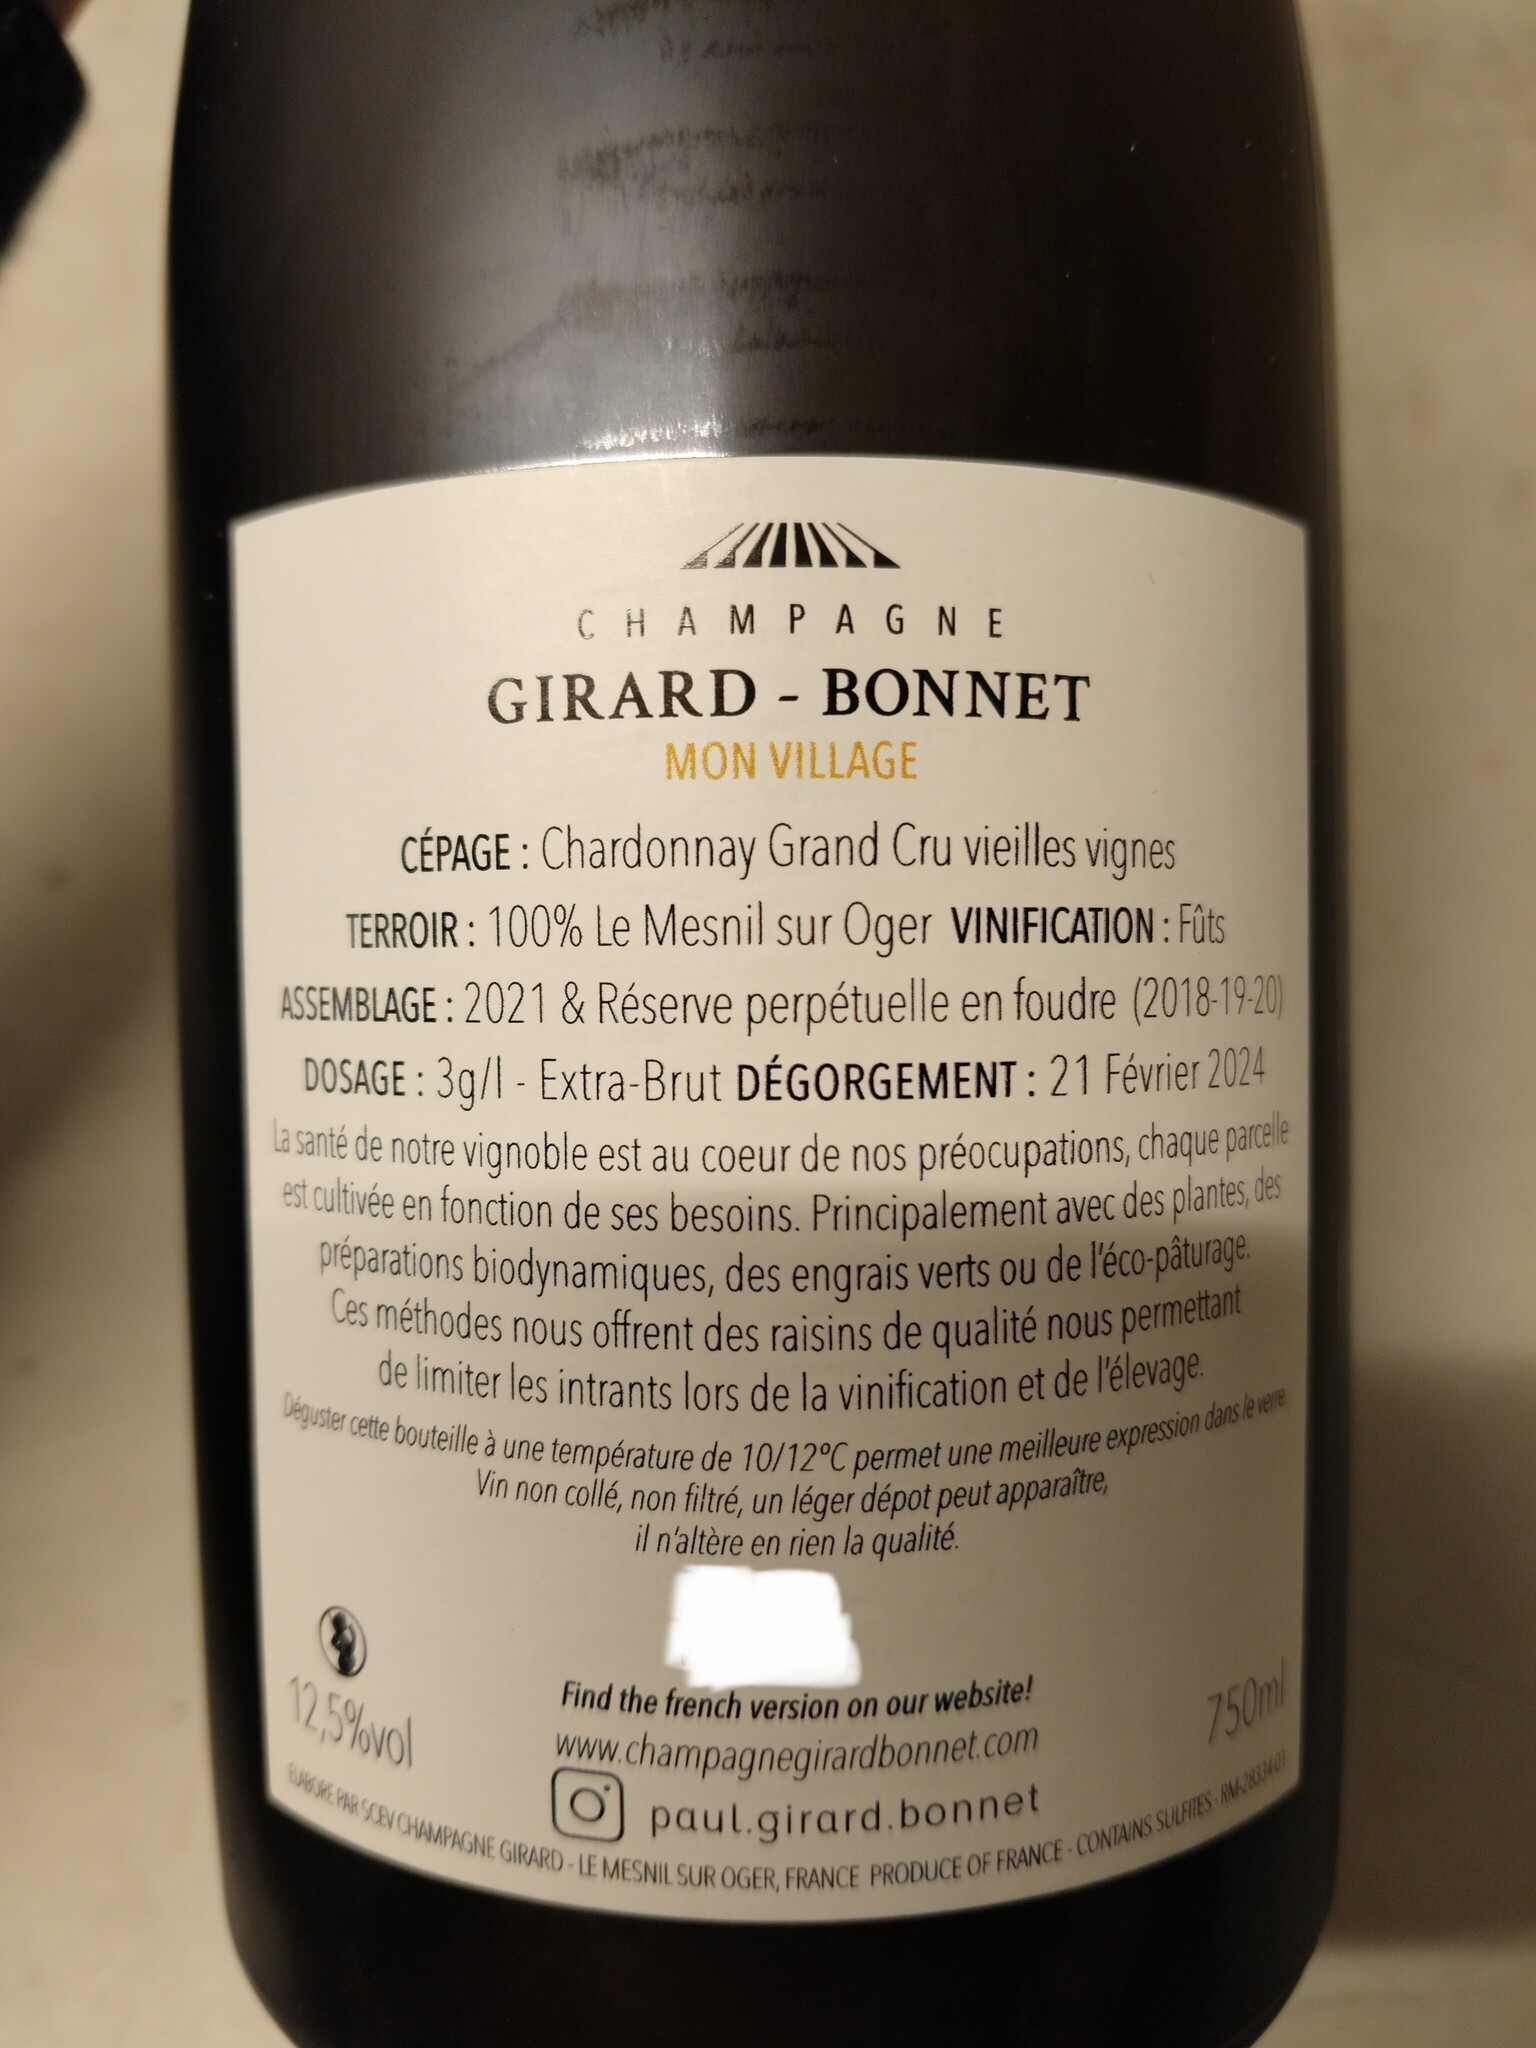 CHAMPAGNE
GIRARD - BONNET
MON VILLAGE
CÉPAGE : Chardonnay Grand Cru vieilles vignes
TERROIR : 100% Le Mesnil sur Oger VINIFICATION : Fûts
ASSEMBLAGE : 2021 & Réserve perpétuelle en foudre (2018-19-20)
DOSAGE : 3g/l - Extra-Brut DÉGORGEMENT : 21 Février 2024
La santé de notre vignoble est au coeur de nos préocupations, chaque parcelle
est cultivée en fonction de ses besoins. Principalement avec des plantes, des
préparations biodynamiques, des engrais verts ou de l'éco-pâturage.
Ces méthodes nous offrent des raisins de qualité nous permettant
de limiter les intrants lors de la vinification et de l'élevage.
Déguster cette bouteille à une température de 10/12°C permet une meilleure expression dans le verre.
Vin non collé, non filtré, un léger dépot peut apparaître,
il n'altère en rien la qualité.
Find the french version on our website!
12,5%vol
750ml
www.champagnegirardbonnet.com
paul.girard.bonnet
ELABORE PAR SCEV CHAMPAGNE GIRARD - LE MESNIL SUR OGER, FRANCE PRODUCE OF FRANCE - CONTAINS SULFITES - RM-28334-01